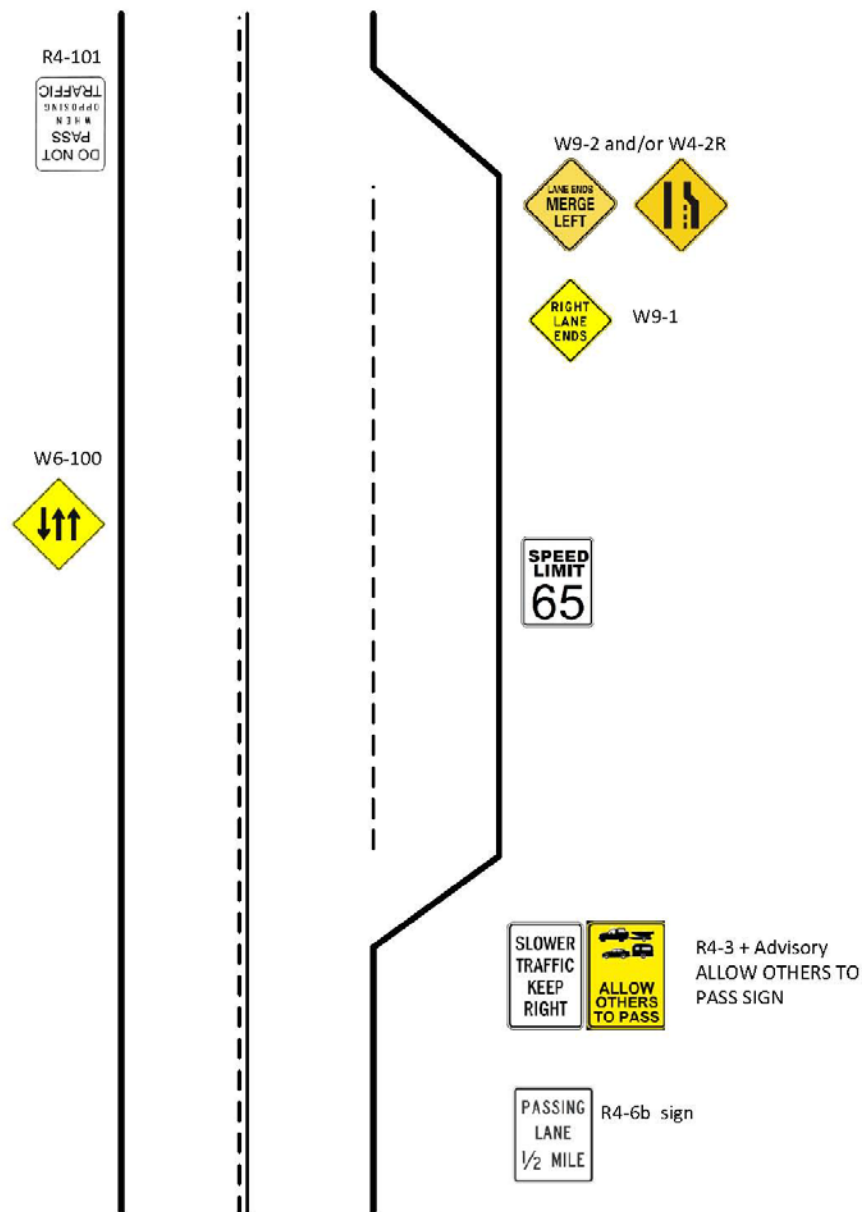 R4-101
DO NOT
PASS
WHEN
OPPOSING
TRAFFIC
W9-2 and/or W4-2R
LANE ENDS
MERGE
LEFT
RIGHT
LANE
ENDS
W9-1
W6-100
SPEED
LIMIT
65
SLOWER
TRAFFIC
KEEP
RIGHT
ALLOW
OTHERS
TO PASS
R4-3 + Advisory
ALLOW OTHERS TO
PASS SIGN
PASSING
LANE
1/2 MILE
R4-6b sign